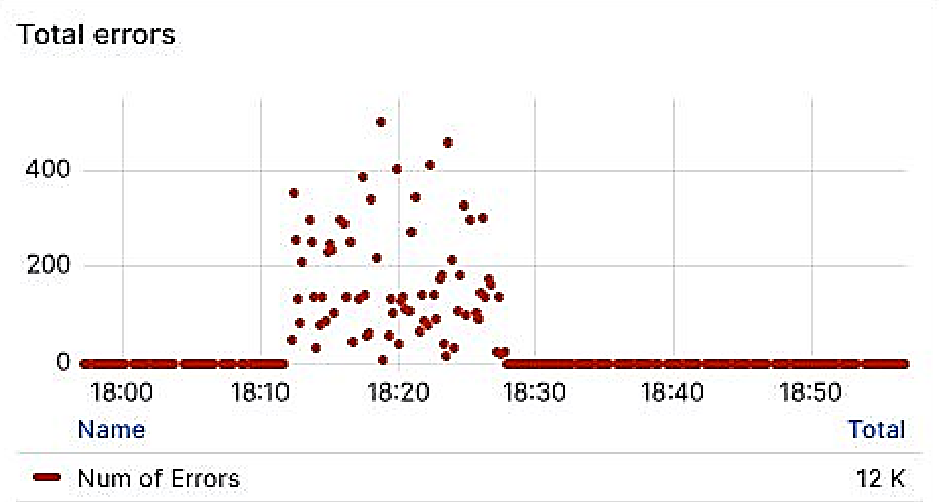 Total errors
400
200
0
18:00 18:10 18:20 18:30 18:40 18:50
Name Total
Num of Errors 12 K